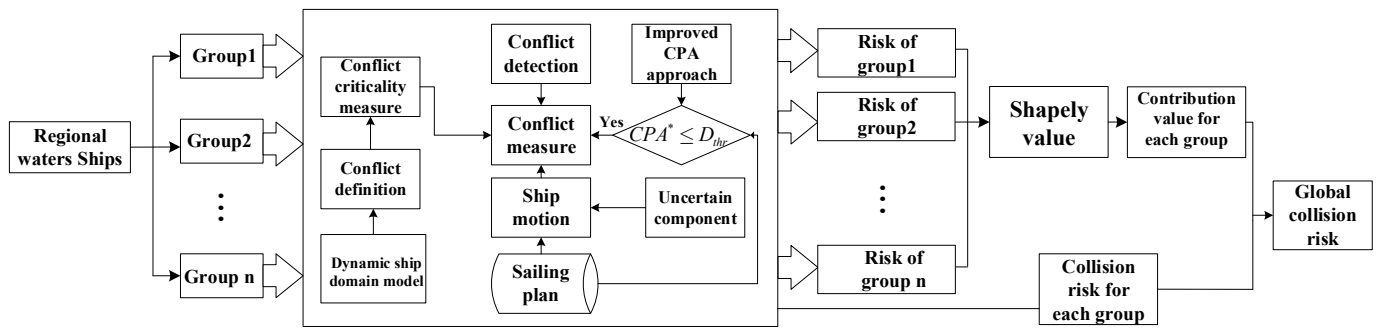 Regional
waters Ships
Group1
Group2
⋮
Group n
Conflict
criticality
measure
Conflict
definition
Dynamic ship
domain model
Conflict
detection
Conflict
measure
Ship
motion
Sailing
plan
Improved
CPA
approach
Yes
CPA* ≤ D_thr
Uncertain
component
Risk of
group1
Risk of
group2
⋮
Risk of
group n
Shapely
value
Contribution
value for
each group
Collision
risk for
each group
Global
collision
risk